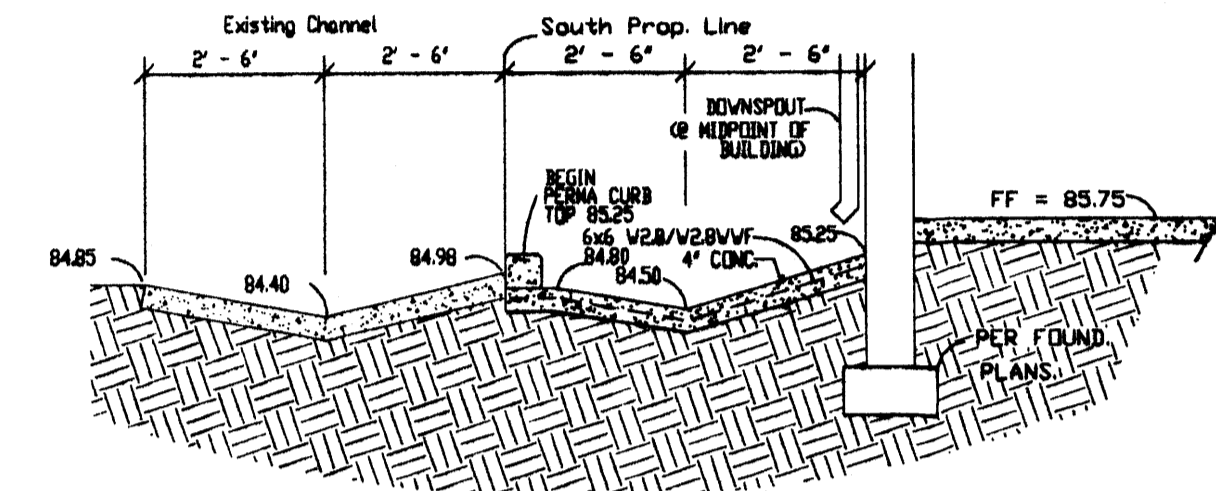 Existing Channel
South Prop. Line
2' - 6"
2' - 6"
2' - 6"
2' - 6"
DOWNSPOUT
(@ MIDPOINT OF
BUILDING)
BEGIN
PERMA CURB
TOP 85.25
FF = 85.75
6x6 W2.8/W2.8WWF
85.25
84.85
84.98
84.80
4" CONC.
84.40
84.50
PER FOUND.
PLANS.